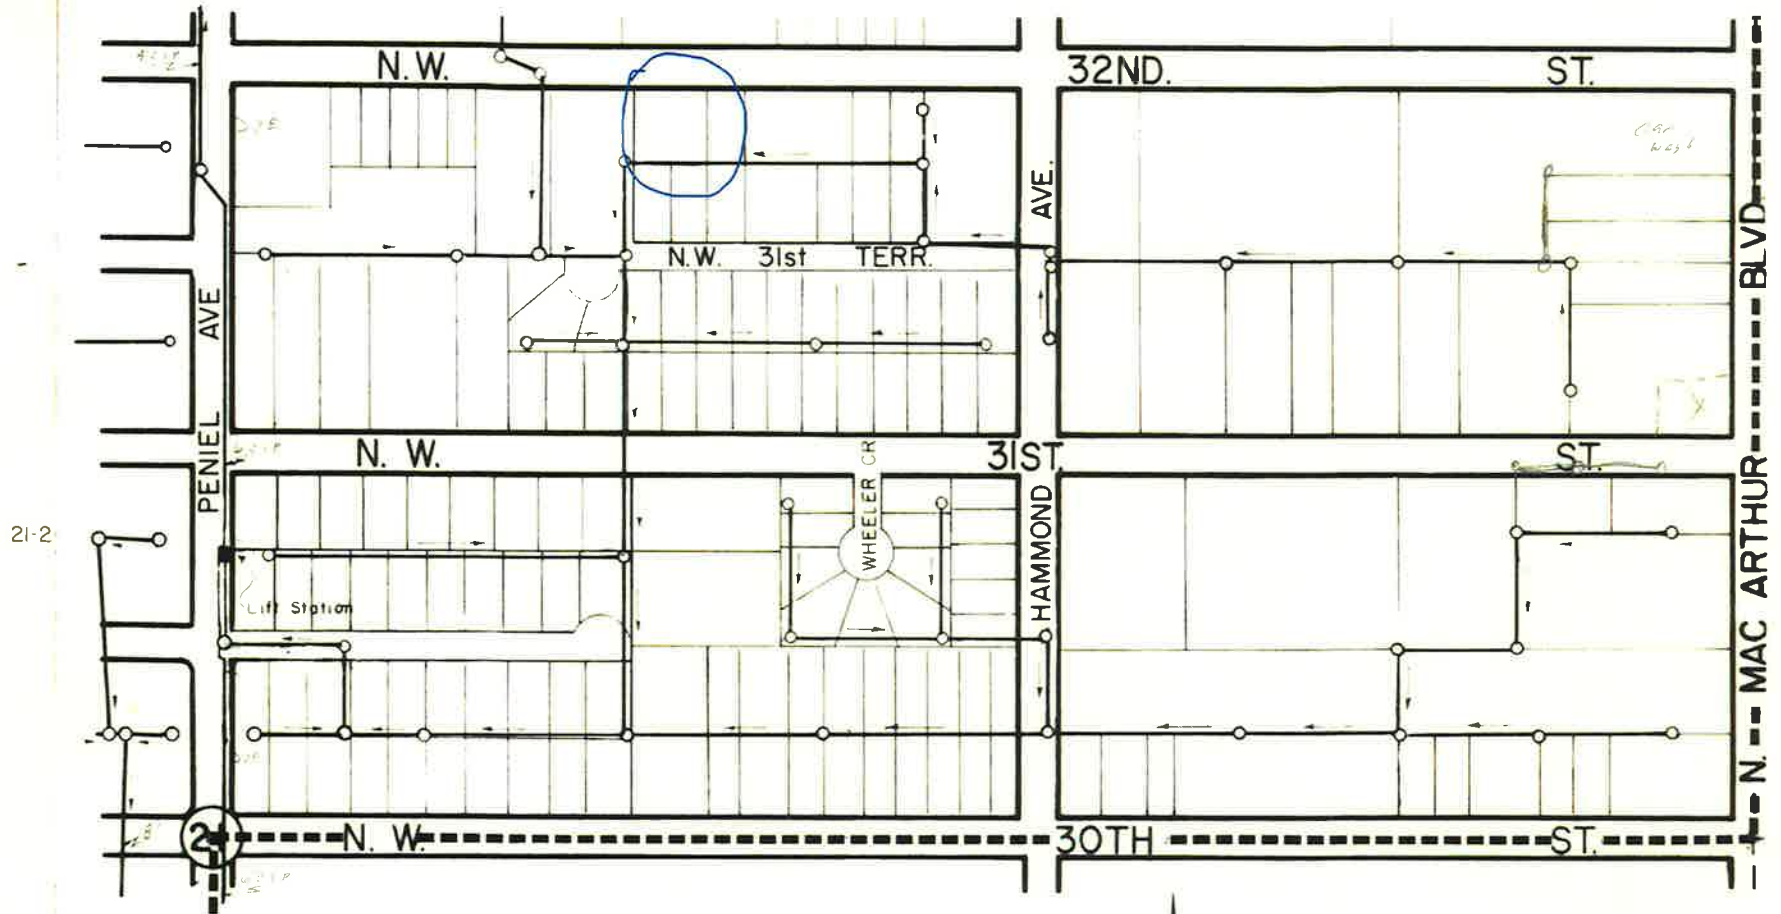 N.W. 32ND. ST.
N.W. 31st TERR.
AVE.
PENIEL AVE
N. W. 31ST. ST.
WHEELER CR
HAMMOND
N. MAC ARTHUR BLVD
21-2
Lift Station
2
N. W. 30TH ST.